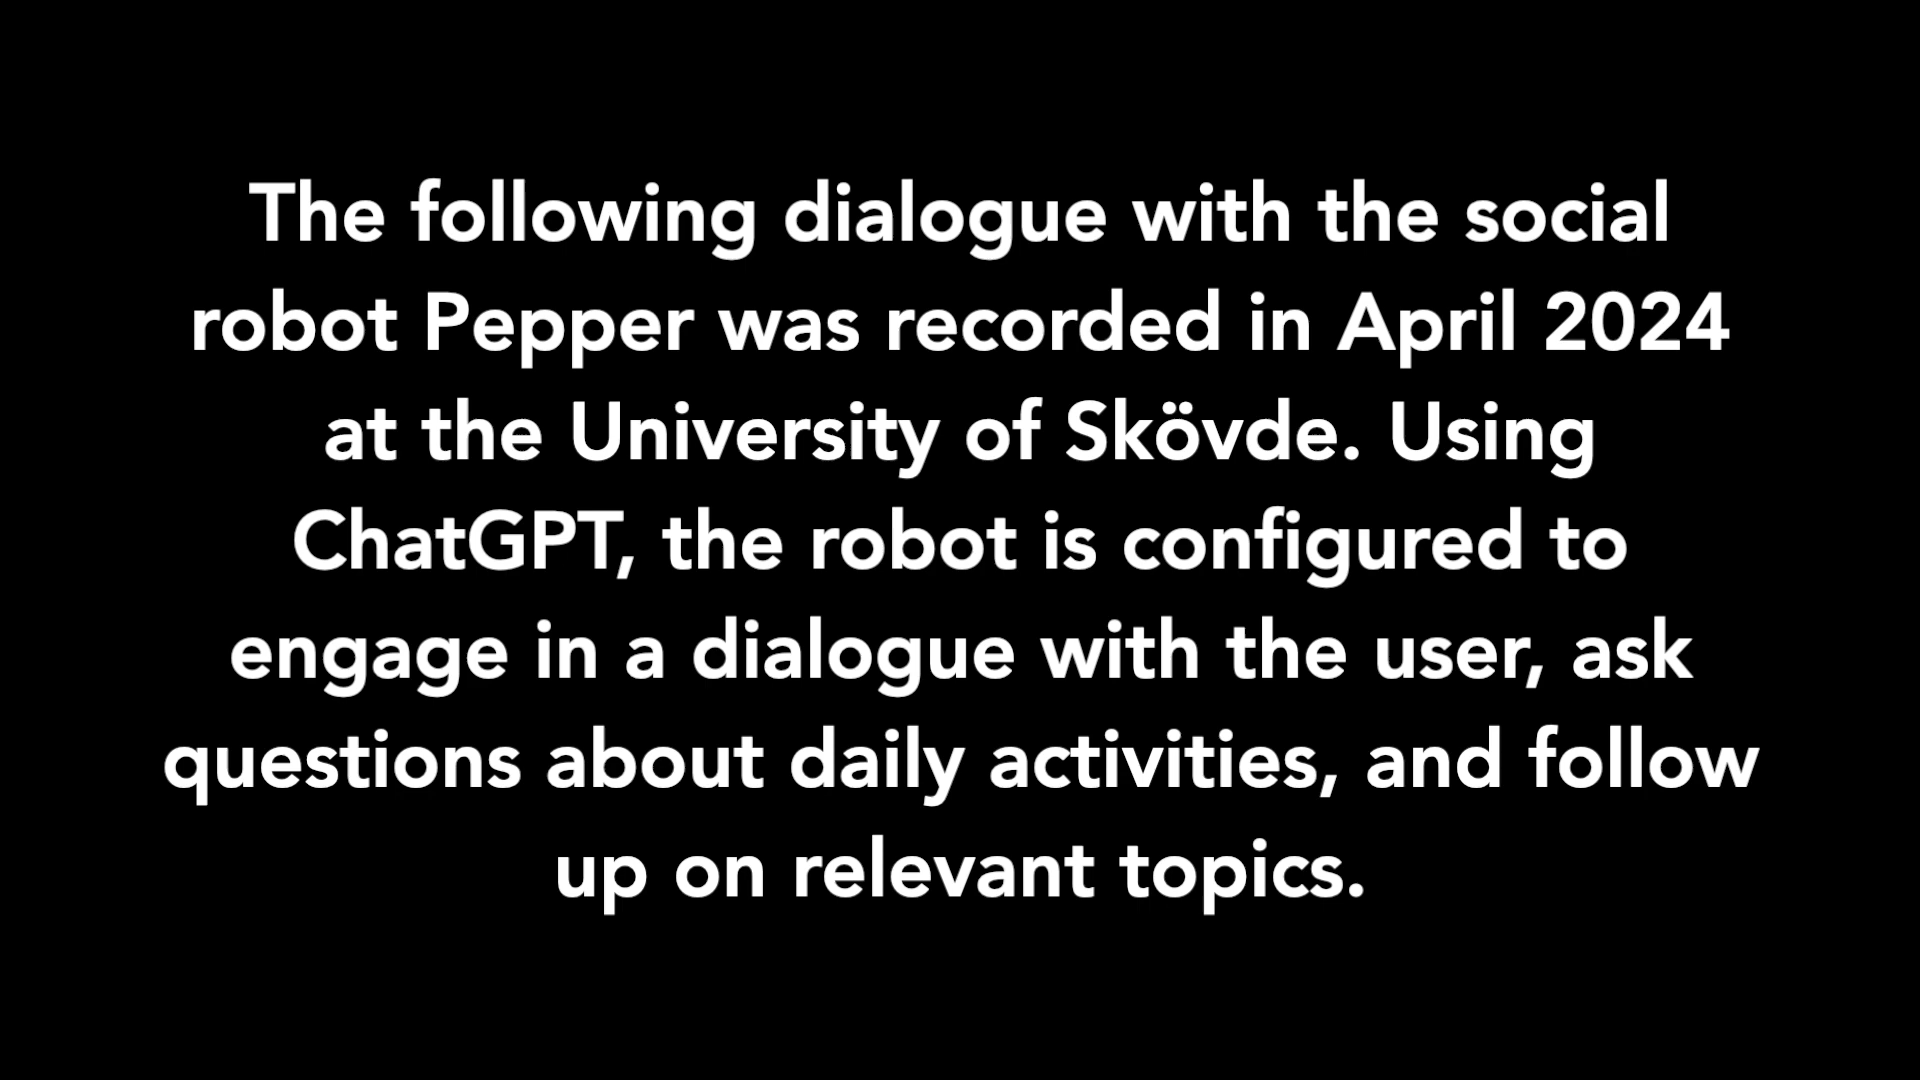 The following dialogue with the social
robot Pepper was recorded in April 2024
at the University of Skövde. Using
ChatGPT, the robot is configured to
engage in a dialogue with the user, ask
questions about daily activities, and follow
up on relevant topics.